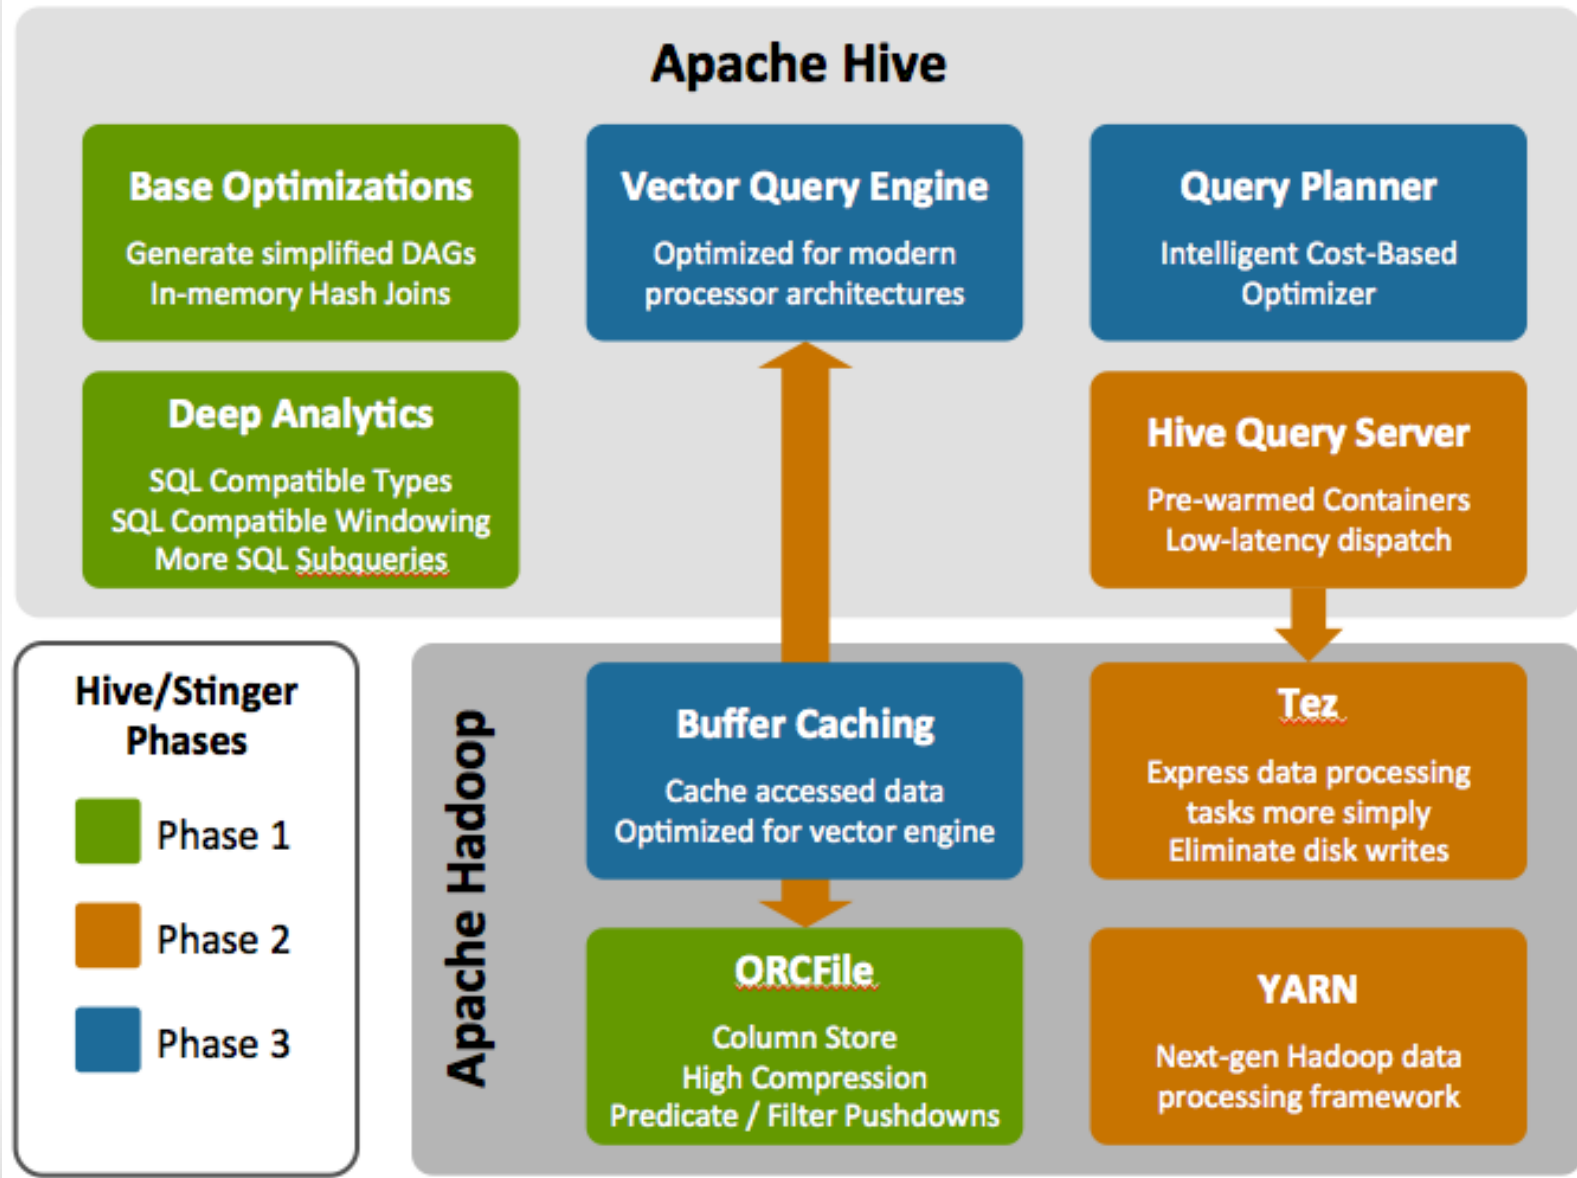 Apache Hive
Base Optimizations
Generate simplified DAGs
In-memory Hash Joins
Vector Query Engine
Optimized for modern
processor architectures
Query Planner
Intelligent Cost-Based
Optimizer
Deep Analytics
SQL Compatible Types
SQL Compatible Windowing
More SQL Subqueries
Hive Query Server
Pre-warmed Containers
Low-latency dispatch
Hive/Stinger
Phases
Phase 1
Phase 2
Phase 3
Apache Hadoop
Buffer Caching
Cache accessed data
Optimized for vector engine
Tez
Express data processing
tasks more simply
Eliminate disk writes
ORCFile
Column Store
High Compression
Predicate / Filter Pushdowns
YARN
Next-gen Hadoop data
processing framework